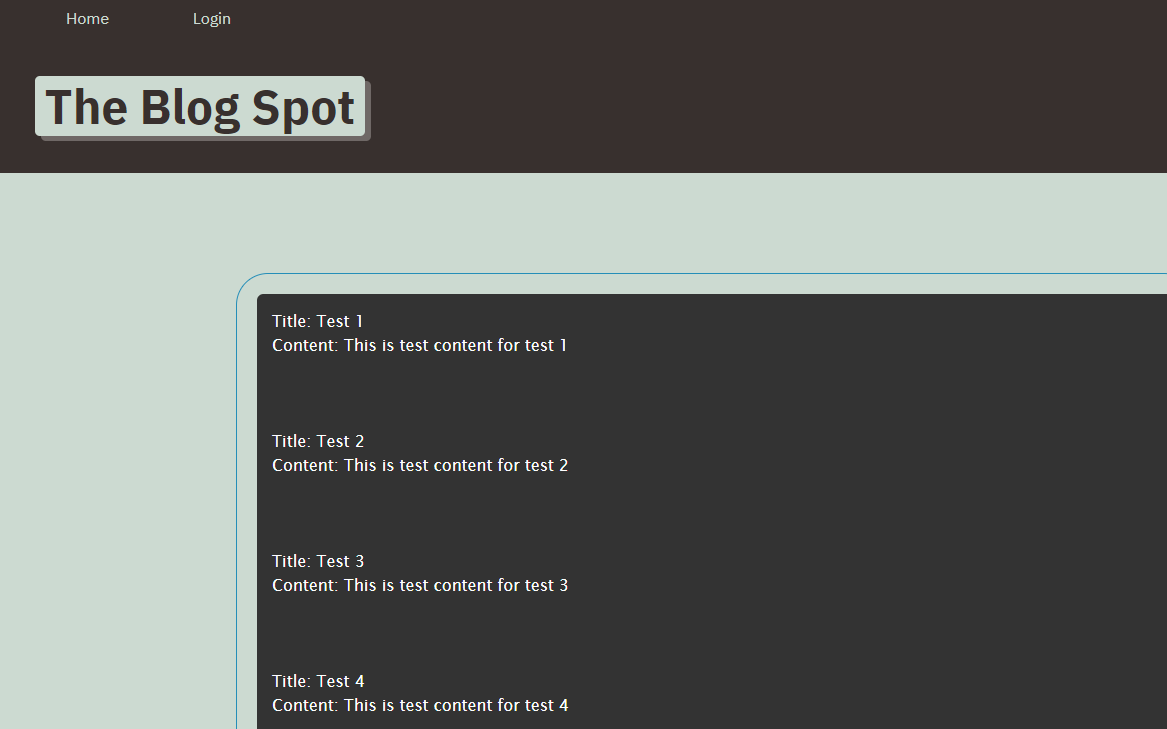 Home Login
The Blog Spot
Title: Test 1
Content: This is test content for test 1
Title: Test 2
Content: This is test content for test 2
Title: Test 3
Content: This is test content for test 3
Title: Test 4
Content: This is test content for test 4